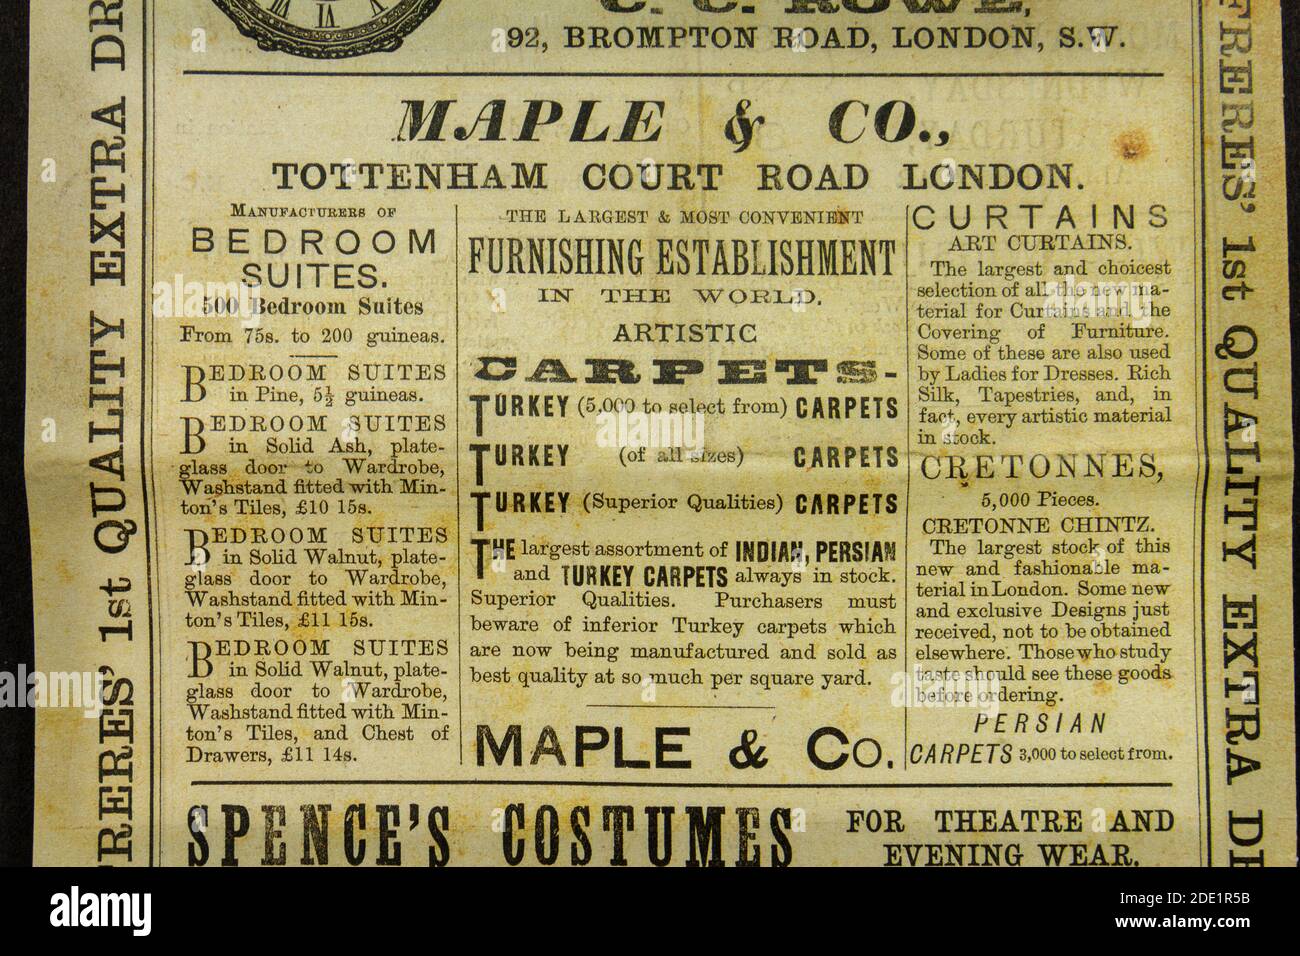 C. C. ROWE,
92, BROMPTON ROAD, LONDON, S.W.
MAPLE & CO.,
TOTTENHAM COURT ROAD LONDON.
MANUFACTURERS OF
BEDROOM
SUITES.
500 Bedroom Suites
From 75s. to 200 guineas.
BEDROOM SUITES
in Pine, 5½ guineas.
BEDROOM SUITES
in Solid Ash, plate-
glass door to Wardrobe,
Washstand fitted with Min-
ton's Tiles, £10 15s.
BEDROOM SUITES
in Solid Walnut, plate-
glass door to Wardrobe,
Washstand fitted with Min-
ton's Tiles, £11 15s.
BEDROOM SUITES
in Solid Walnut, plate-
glass door to Wardrobe,
Washstand fitted with Min-
ton's Tiles, and Chest of
Drawers, £11 14s.
THE LARGEST & MOST CONVENIENT
FURNISHING ESTABLISHMENT
IN THE WORLD.
ARTISTIC
CARPETS-
TURKEY (5,000 to select from) CARPETS
TURKEY (of all sizes) CARPETS
TURKEY (Superior Qualities) CARPETS
THE largest assortment of INDIAN, PERSIAN
and TURKEY CARPETS always in stock.
Superior Qualities. Purchasers must
beware of inferior Turkey carpets which
are now being manufactured and sold as
best quality at so much per square yard.
MAPLE & Co.
CURTAINS
ART CURTAINS.
The largest and choicest
selection of all the new ma-
terial for Curtains and the
Covering of Furniture.
Some of these are also used
by Ladies for Dresses. Rich
Silk, Tapestries, and, in
fact, every artistic material
in stock.
CRETONNES,
5,000 Pieces.
CRETONNE CHINTZ.
The largest stock of this
new and fashionable ma-
terial in London. Some new
and exclusive Designs just
received, not to be obtained
elsewhere. Those who study
taste should see these goods
before ordering.
PERSIAN
CARPETS 3,000 to select from.
SPENCE'S COSTUMES
FOR THEATRE AND
EVENING WEAR.
FRERES' 1st QUALITY EXTRA DR
FRERES' 1st QUALITY EXTRA DR
alamy
Image ID: 2DE1R5B
www.alamy.com